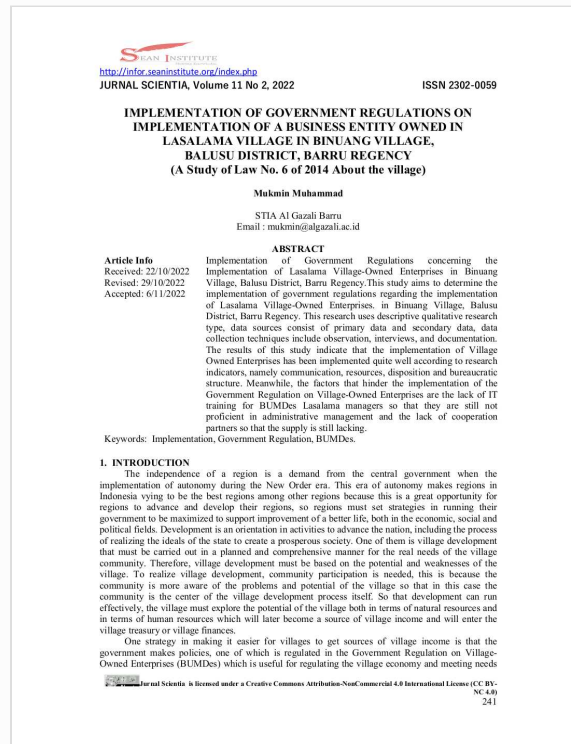 SEAN INSTITUTE
http://infor.seaninstitute.org/index.php
JURNAL SCIENTIA, Volume 11 No 2, 2022 ISSN 2302-0059
IMPLEMENTATION OF GOVERNMENT REGULATIONS ON
IMPLEMENTATION OF A BUSINESS ENTITY OWNED IN
LASALAMA VILLAGE IN BINUANG VILLAGE,
BALUSU DISTRICT, BARRU REGENCY
(A Study of Law No. 6 of 2014 About the village)
Mukmin Muhammad
STIA Al Gazali Barru
Email : mukmin@algazali.ac.id
ABSTRACT
Article Info
Received: 22/10/2022
Revised: 29/10/2022
Accepted: 6/11/2022
Implementation of Government Regulations concerning the
Implementation of Lasalama Village-Owned Enterprises in Binuang
Village, Balusu District, Barru Regency.This study aims to determine the
implementation of government regulations regarding the implementation
of Lasalama Village-Owned Enterprises. in Binuang Village, Balusu
District, Barru Regency. This research uses descriptive qualitative research
type, data sources consist of primary data and secondary data, data
collection techniques include observation, interviews, and documentation.
The results of this study indicate that the implementation of Village
Owned Enterprises has been implemented quite well according to research
indicators, namely communication, resources, disposition and bureaucratic
structure. Meanwhile, the factors that hinder the implementation of the
Government Regulation on Village-Owned Enterprises are the lack of IT
training for BUMDes Lasalama managers so that they are still not
proficient in administrative management and the lack of cooperation
partners so that the supply is still lacking.
Keywords: Implementation, Government Regulation, BUMDes.
1. INTRODUCTION
The independence of a region is a demand from the central government when the
implementation of autonomy during the New Order era. This era of autonomy makes regions in
Indonesia vying to be the best regions among other regions because this is a great opportunity for
regions to advance and develop their regions, so regions must set strategies in running their
government to be maximized to support improvement of a better life, both in the economic, social and
political fields. Development is an orientation in activities to advance the nation, including the process
of realizing the ideals of the state to create a prosperous society. One of them is village development
that must be carried out in a planned and comprehensive manner for the real needs of the village
community. Therefore, village development must be based on the potential and weaknesses of the
village. To realize village development, community participation is needed, this is because the
community is more aware of the problems and potential of the village so that in this case the
community is the center of the village development process itself. So that development can run
effectively, the village must explore the potential of the village both in terms of natural resources and
in terms of human resources which will later become a source of village income and will enter the
village treasury or village finances.
One strategy in making it easier for villages to get sources of village income is that the
government makes policies, one of which is regulated in the Government Regulation on Village-
Owned Enterprises (BUMDes) which is useful for regulating the village economy and meeting needs
Jurnal Scientia is licensed under a Creative Commons Attribution-NonCommercial 4.0 International License (CC BY-
NC 4.0)
241